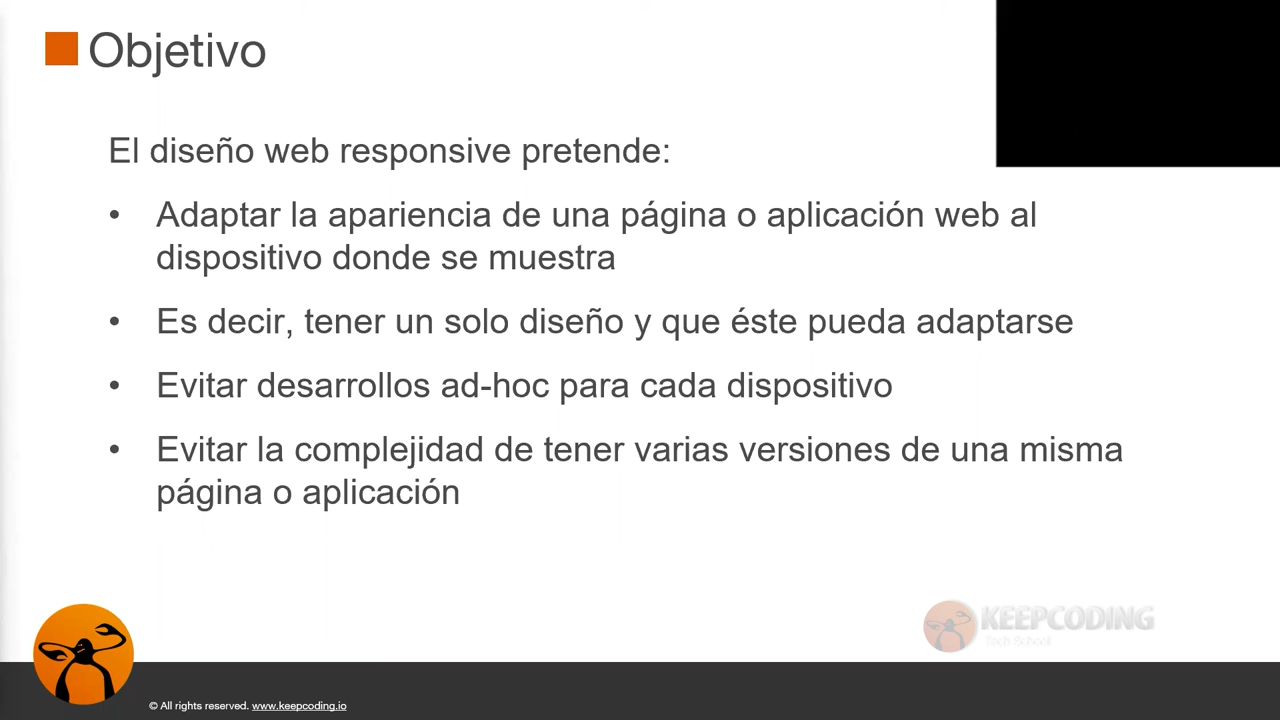 Objetivo
El diseño web responsive pretende:
• Adaptar la apariencia de una página o aplicación web al
dispositivo donde se muestra
• Es decir, tener un solo diseño y que éste pueda adaptarse
• Evitar desarrollos ad-hoc para cada dispositivo
• Evitar la complejidad de tener varias versiones de una misma
página o aplicación
KEEPCODING
Tech School
© All rights reserved. www.keepcoding.io